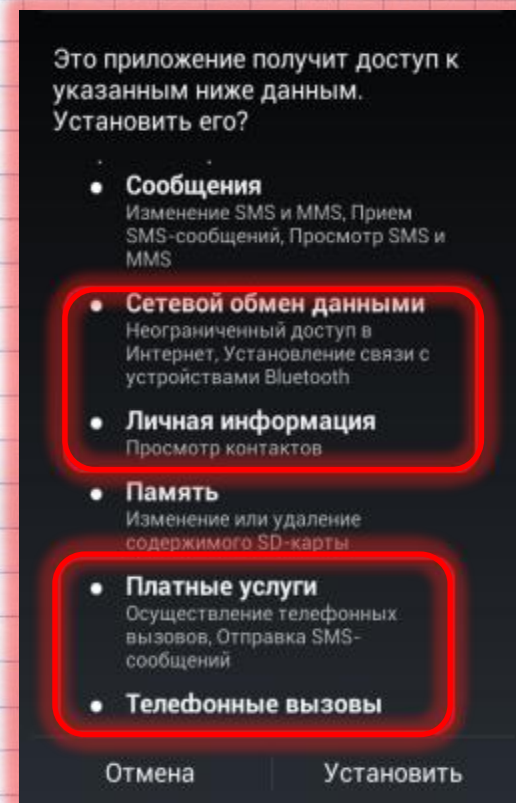 Это приложение получит доступ к
указанным ниже данным.
Установить его?
Сообщения
Изменение SMS и MMS, Прием
SMS-сообщений, Просмотр SMS и
MMS
Сетевой обмен данными
Неограниченный доступ в
Интернет, Установление связи с
устройствами Bluetooth
Личная информация
Просмотр контактов
Память
Изменение или удаление
содержимого SD-карты
Платные услуги
Осуществление телефонных
вызовов, Отправка SMS-
сообщений
Телефонные вызовы
Отмена
Установить